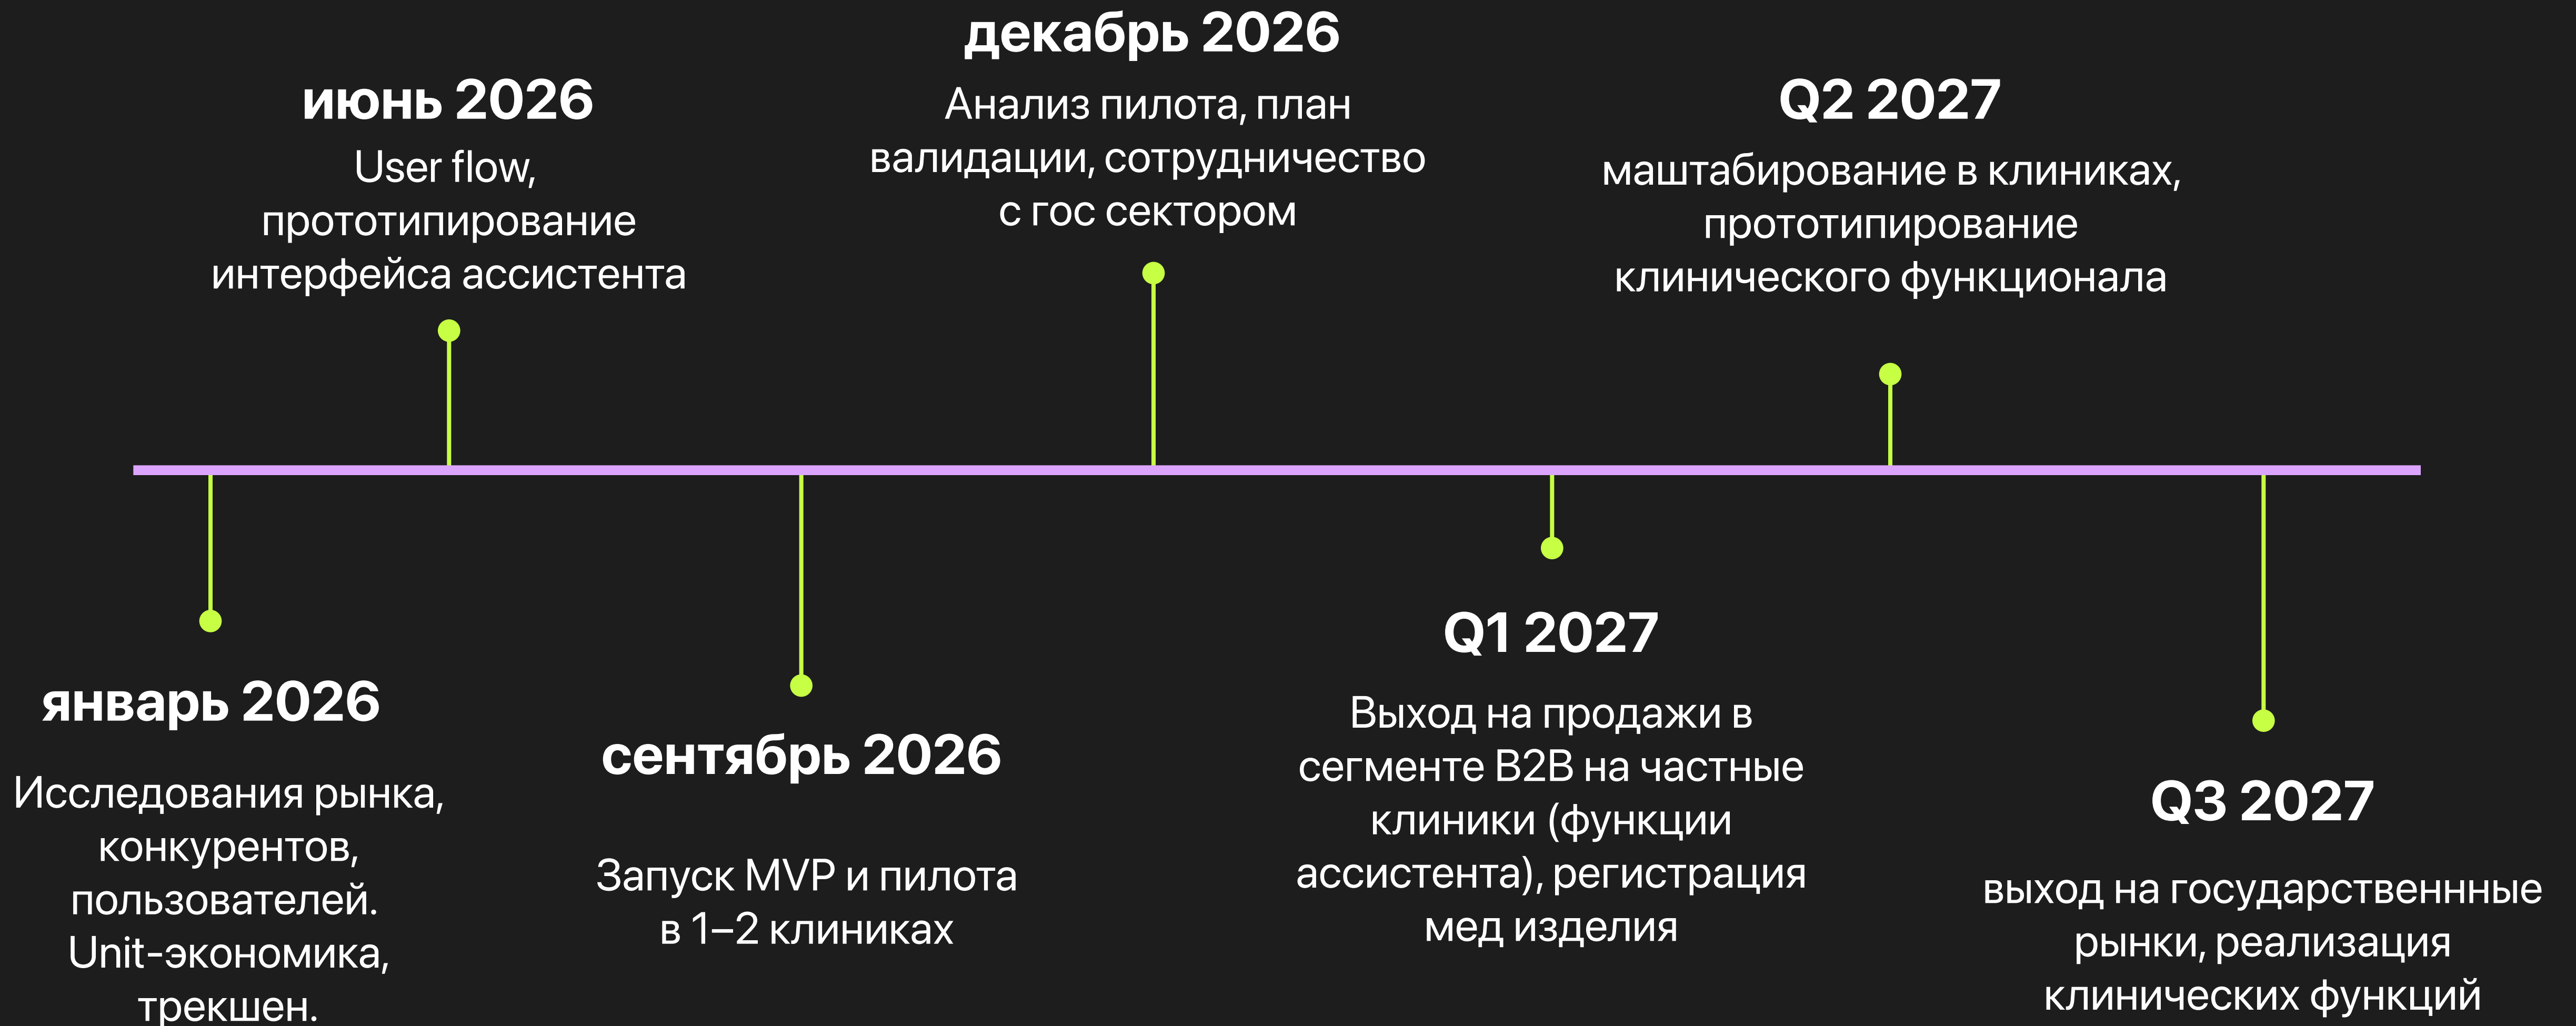 январь 2026
Исследования рынка,
конкурентов,
пользователей.
Unit-экономика,
трекшен.
июнь 2026
User flow,
прототипирование
интерфейса ассистента
сентябрь 2026
Запуск MVP и пилота
в 1–2 клиниках
декабрь 2026
Анализ пилота, план
валидации, сотрудничество
с гос сектором
Q1 2027
Выход на продажи в
сегменте B2B на частные
клиники (функции
ассистента), регистрация
мед изделия
Q2 2027
маштабирование в клиниках,
прототипирование
клинического функционала
Q3 2027
выход на государственнные
рынки, реализация
клинических функций